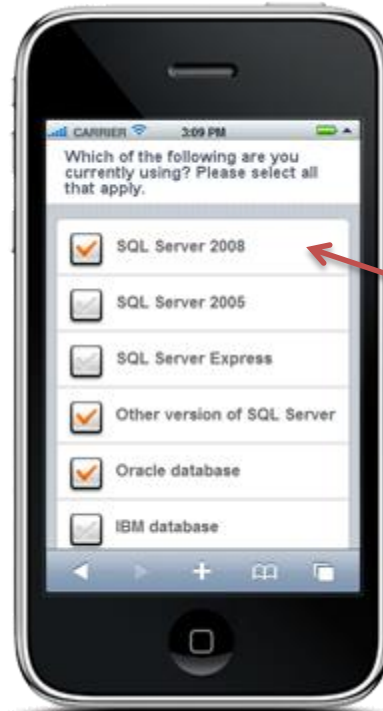 CARRIER 3:09 PM
Which of the following are you
currently using? Please select all
that apply.
SQL Server 2008
SQL Server 2005
SQL Server Express
Other version of SQL Server
Oracle database
IBM database